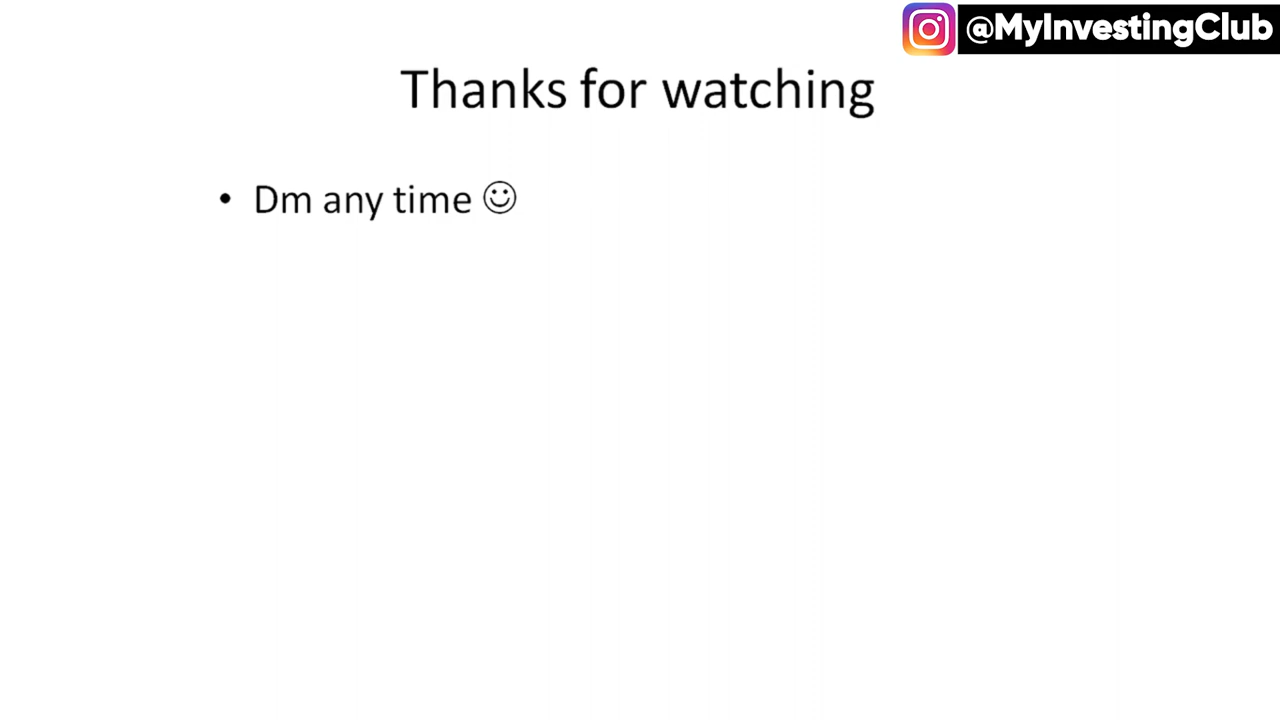 @MyInvestingClub
Thanks for watching
• Dm any time ☺